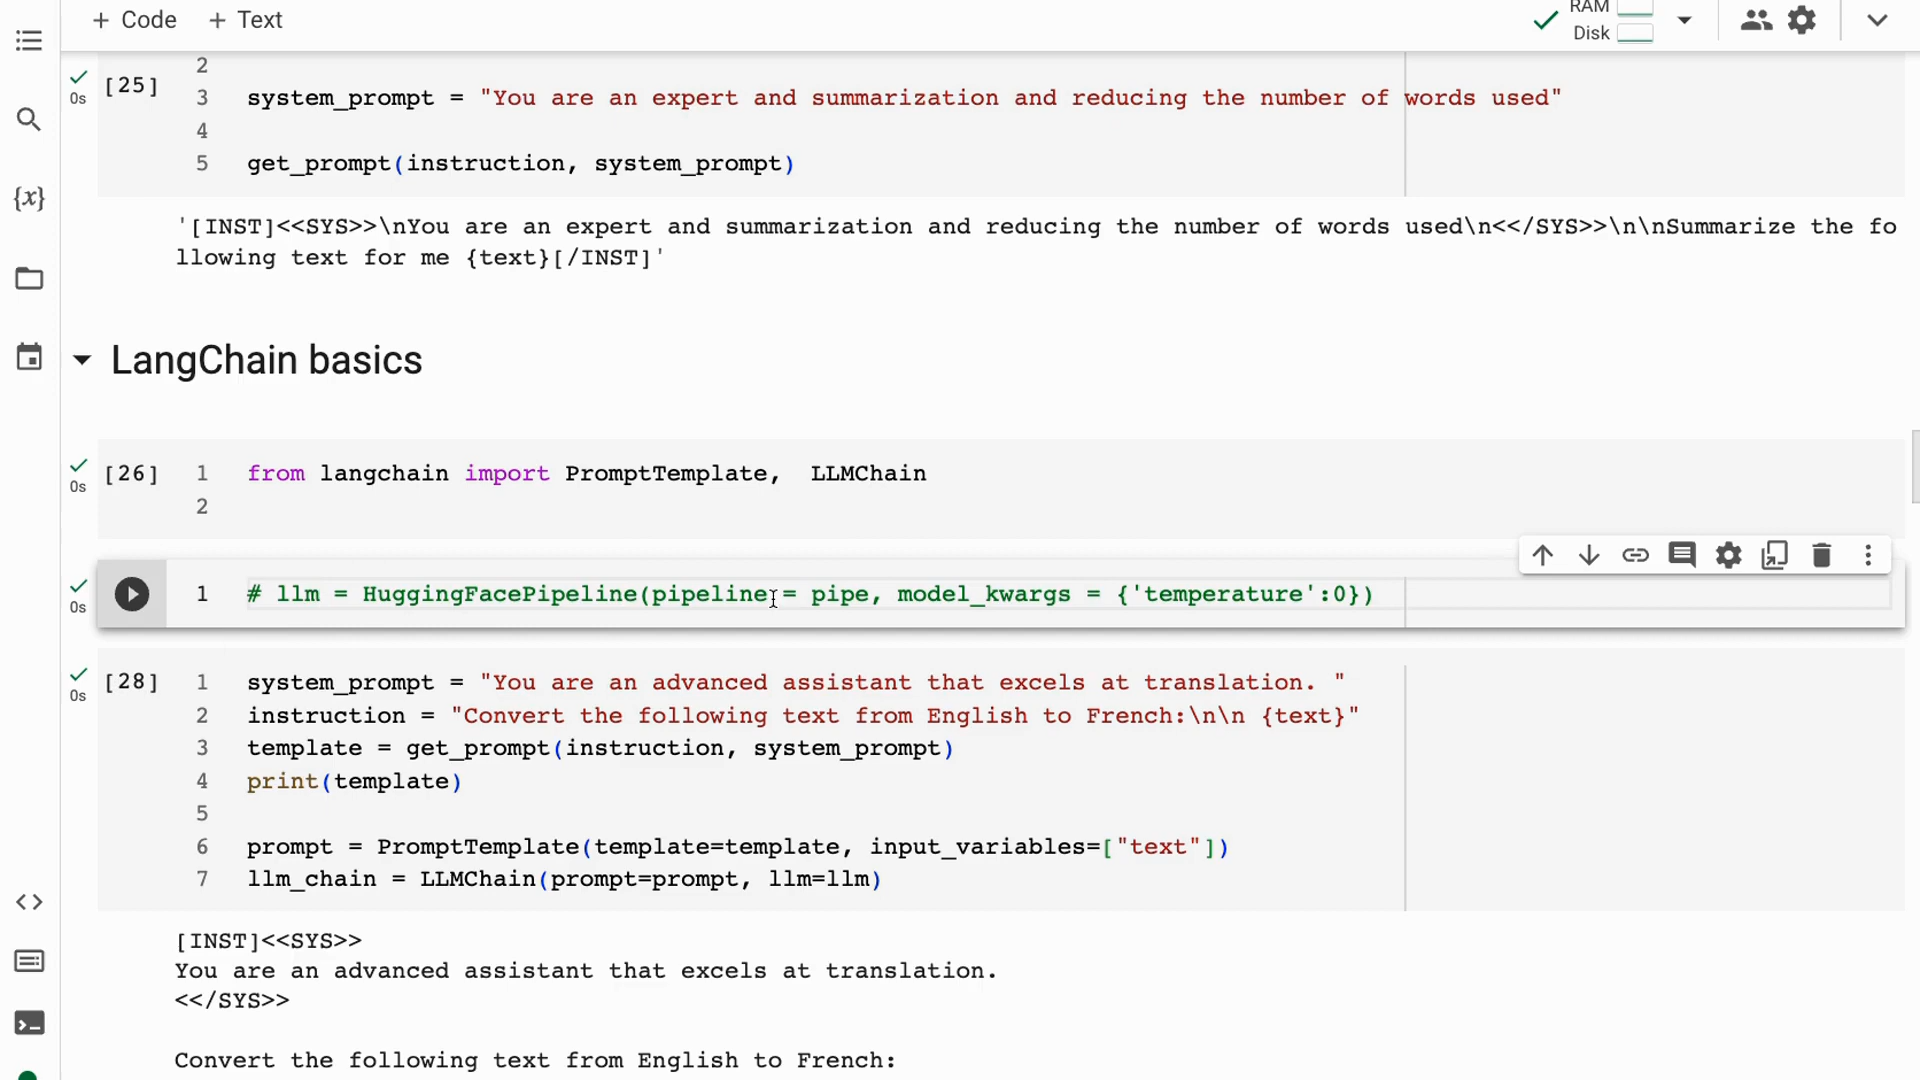 + Code + Text
RAM
Disk
[25]
0s
2
3 system_prompt = "You are an expert and summarization and reducing the number of words used"
4
5 get_prompt(instruction, system_prompt)
'[INST]<<SYS>>\nYou are an expert and summarization and reducing the number of words used\n<</SYS>>\n\nSummarize the fo
llowing text for me {text}[/INST]'
{x}
LangChain basics
[26]
0s
1 from langchain import PromptTemplate,  LLMChain
2
0s
1 # llm = HuggingFacePipeline(pipeline = pipe, model_kwargs = {'temperature':0})
[28]
0s
1 system_prompt = "You are an advanced assistant that excels at translation. "
2 instruction = "Convert the following text from English to French:\n\n {text}"
3 template = get_prompt(instruction, system_prompt)
4 print(template)
5
6 prompt = PromptTemplate(template=template, input_variables=["text"])
7 llm_chain = LLMChain(prompt=prompt, llm=llm)
[INST]<<SYS>>
You are an advanced assistant that excels at translation.
<</SYS>>
Convert the following text from English to French: